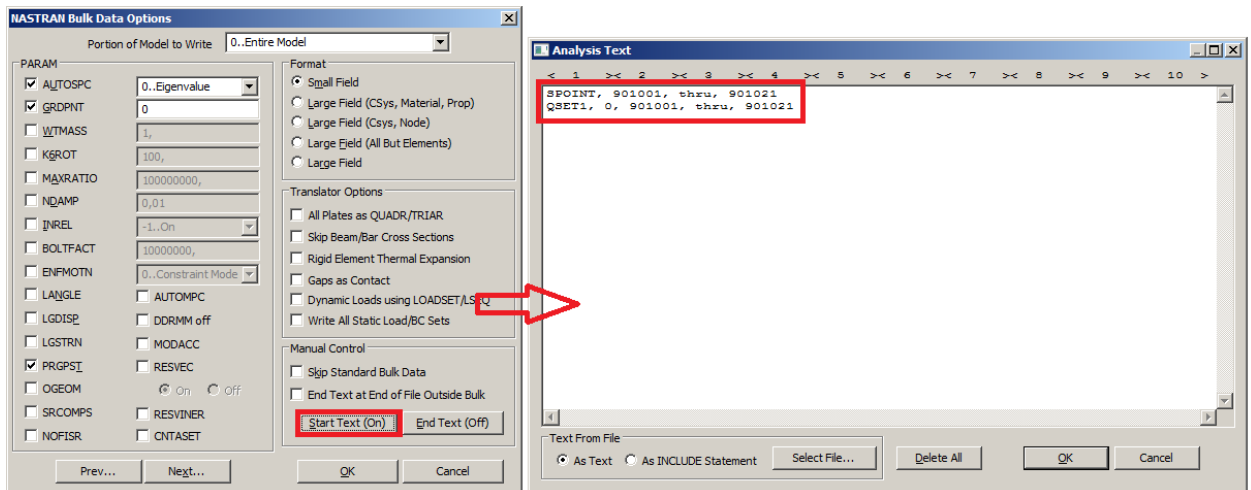 NASTRAN Bulk Data Options
Portion of Model to Write 0..Entire Model
PARAM
AUTOSPC 0..Eigenvalue
GRDPNT 0
WTMASS 1,
K6ROT 100,
MAXRATIO 100000000,
NDAMP 0,01
INREL -1..On
BOLTFACT 10000000,
ENFMOTN 0..Constraint Mode
LANGLE AUTOMPC
LGDISP DDRMM off
LGSTRN MODACC
PRGPST RESVEC
OGEOM On Off
SRCOMPS RESVINER
NOFISR CNTASET
Format
Small Field
Large Field (CSys, Material, Prop)
Large Field (Csys, Node)
Large Field (All But Elements)
Large Field
Translator Options
All Plates as QUADR/TRIAR
Skip Beam/Bar Cross Sections
Rigid Element Thermal Expansion
Gaps as Contact
Dynamic Loads using LOADSET/LSEQ
Write All Static Load/BC Sets
Manual Control
Skip Standard Bulk Data
End Text at End of File Outside Bulk
Start Text (On) End Text (Off)
Prev... Next... OK Cancel
Analysis Text
< 1 >< 2 >< 3 >< 4 >< 5 >< 6 >< 7 >< 8 >< 9 >< 10 >
SPOINT, 901001, thru, 901021
QSET1, 0, 901001, thru, 901021
Text From File
As Text As INCLUDE Statement Select File... Delete All OK Cancel